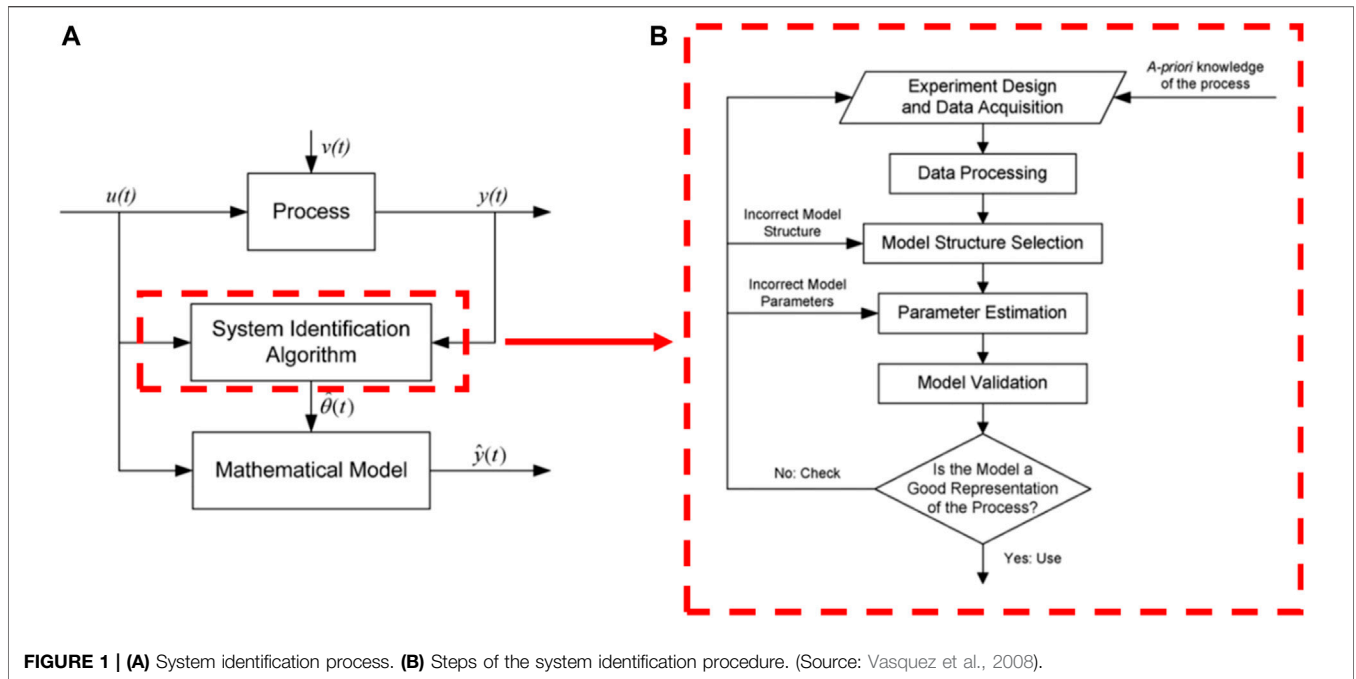 A
v(t)
u(t)
Process
y(t)
System Identification
Algorithm
θ̂(t)
Mathematical Model
ŷ(t)
B
A-priori knowledge
of the process
Experiment Design
and Data Acquisition
Data Processing
Incorrect Model
Structure
Model Structure Selection
Incorrect Model
Parameters
Parameter Estimation
Model Validation
No: Check
Is the Model a
Good Representation
of the Process?
Yes: Use
FIGURE 1 | (A) System identification process. (B) Steps of the system identification procedure. (Source: Vasquez et al., 2008).